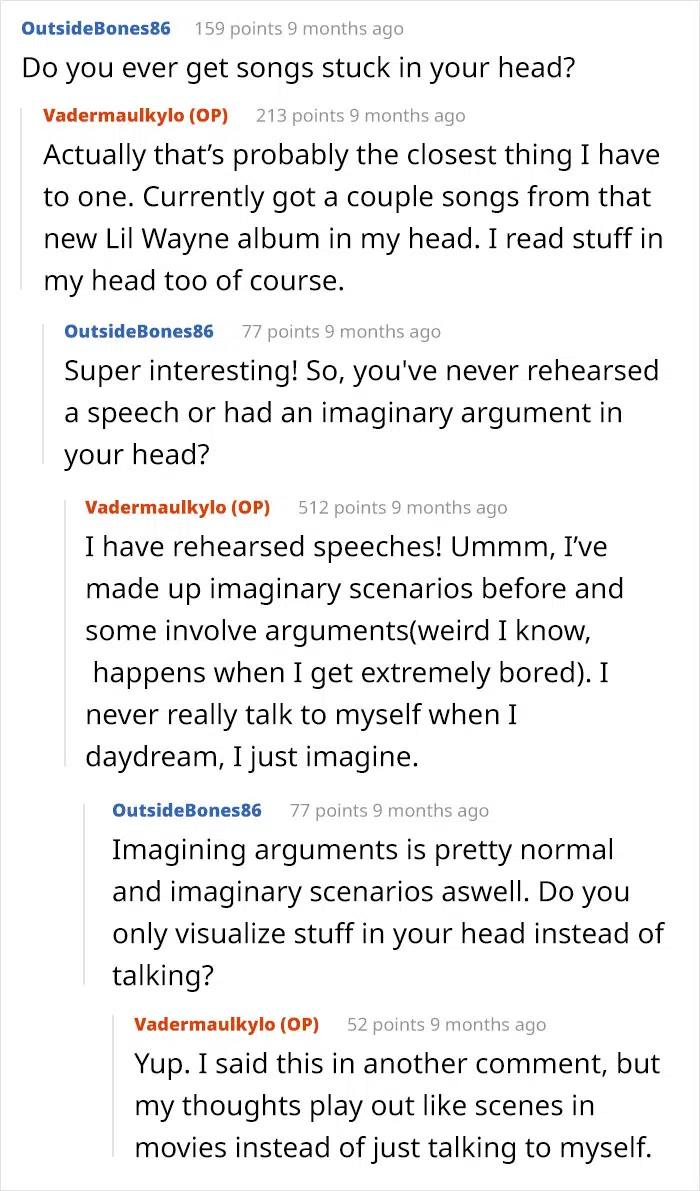 OutsideBones86 159 points 9 months ago
Do you ever get songs stuck in your head?
Vadermaulkylo (OP) 213 points 9 months ago
Actually that’s probably the closest thing I have
to one. Currently got a couple songs from that
new Lil Wayne album in my head. I read stuff in
my head too of course.
OutsideBones86 77 points 9 months ago
Super interesting! So, you've never rehearsed
a speech or had an imaginary argument in
your head?
Vadermaulkylo (OP) 512 points 9 months ago
I have rehearsed speeches! Ummm, I’ve
made up imaginary scenarios before and
some involve arguments(weird I know,
happens when I get extremely bored). I
never really talk to myself when I
daydream, I just imagine.
OutsideBones86 77 points 9 months ago
Imagining arguments is pretty normal
and imaginary scenarios aswell. Do you
only visualize stuff in your head instead of
talking?
Vadermaulkylo (OP) 52 points 9 months ago
Yup. I said this in another comment, but
my thoughts play out like scenes in
movies instead of just talking to myself.